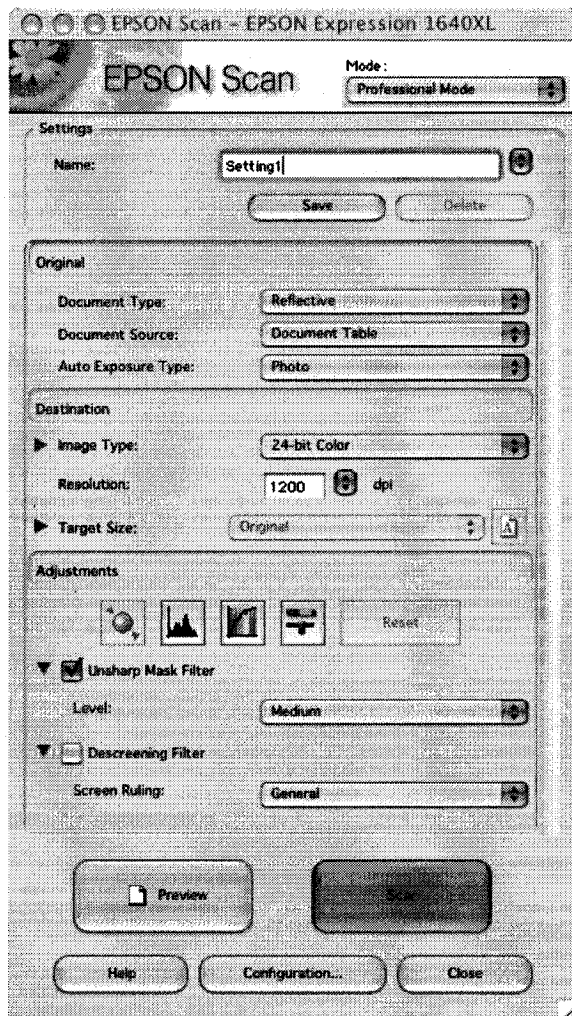 EPSON Scan - EPSON Expression 1640XL
EPSON Scan
Mode:
Professional Mode
Settings
Name: Setting1
Save Delete
Original
Document Type: Reflective
Document Source: Document Table
Auto Exposure Type: Photo
Destination
Image Type: 24-bit Color
Resolution: 1200 dpi
Target Size: Original A
Adjustments
Reset
Unsharp Mask Filter
Level: Medium
Descreening Filter
Screen Ruling: General
Preview Scan
Help Configuration... Close